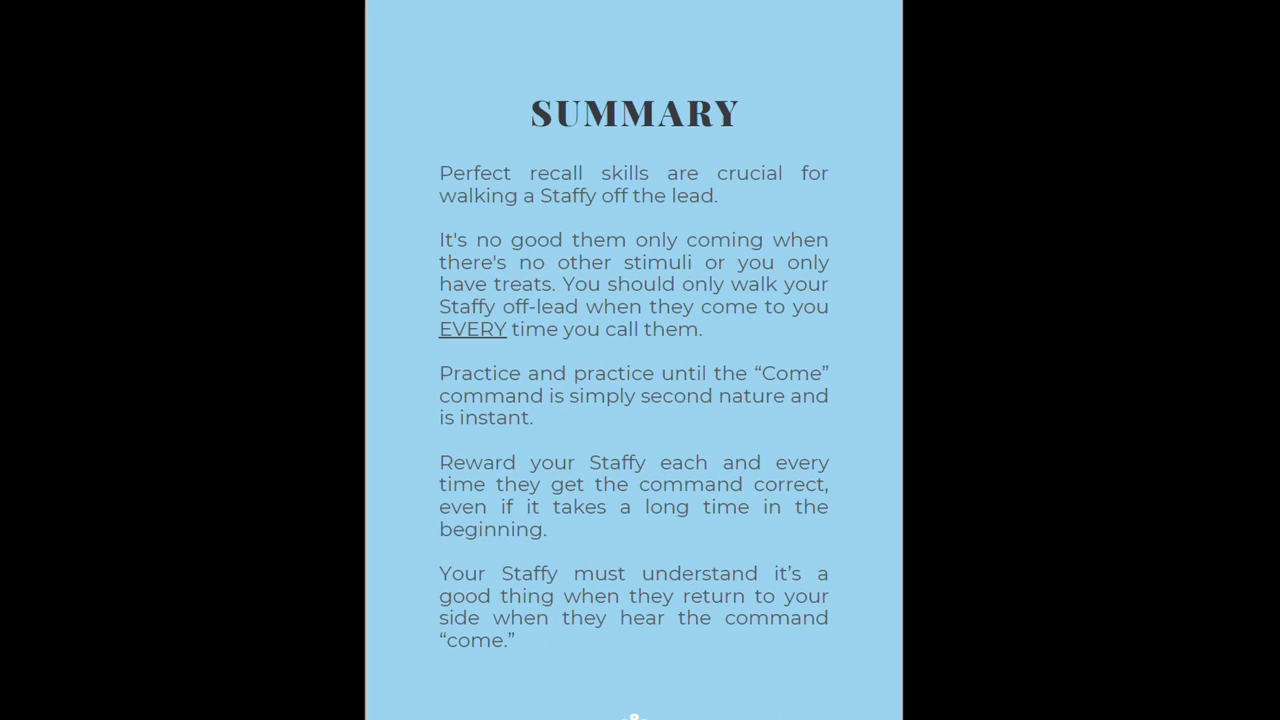 SUMMARY
Perfect recall skills are crucial for
walking a Staffy off the lead.
It's no good them only coming when
there's no other stimuli or you only
have treats. You should only walk your
Staffy off-lead when they come to you
EVERY time you call them.
Practice and practice until the “Come”
command is simply second nature and
is instant.
Reward your Staffy each and every
time they get the command correct,
even if it takes a long time in the
beginning.
Your Staffy must understand it’s a
good thing when they return to your
side when they hear the command
“come.”